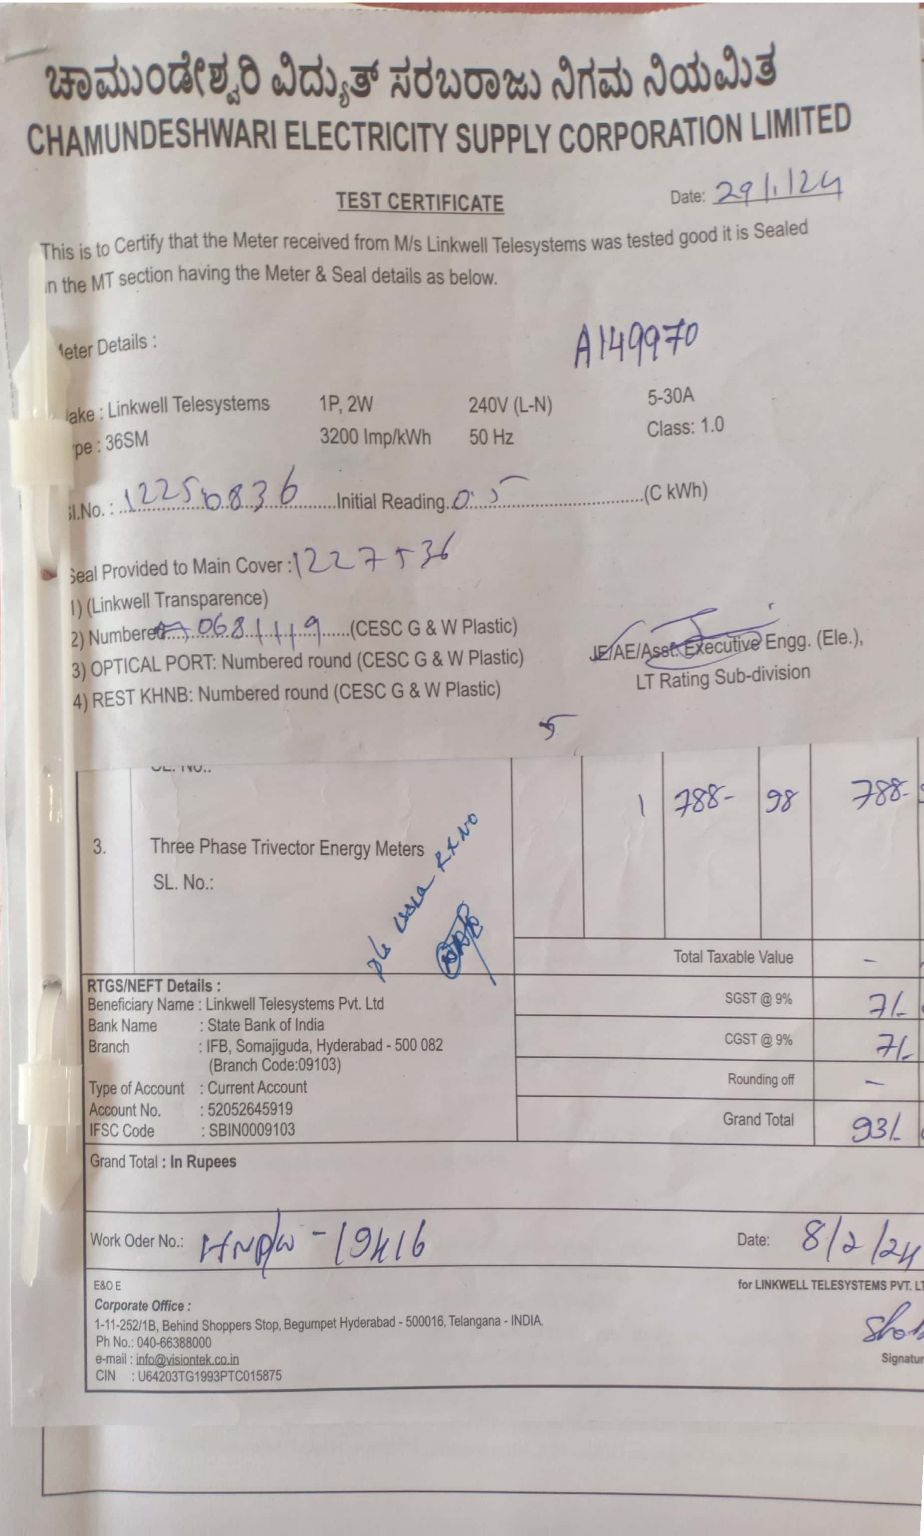 ಚಾಮುಂಡೇಶ್ವರಿ ವಿದ್ಯುತ್ ಸರಬರಾಜು ನಿಗಮ ನಿಯಮಿತ
CHAMUNDESHWARI ELECTRICITY SUPPLY CORPORATION LIMITED
TEST CERTIFICATE
Date: 29/1/24
This is to Certify that the Meter received from M/s Linkwell Telesystems was tested good it is Sealed
in the MT section having the Meter & Seal details as below.
eter Details :
A149970
ake : Linkwell Telesystems 1P, 2W 240V (L-N) 5-30A
pe : 36SM 3200 Imp/kWh 50 Hz Class: 1.0
Sl.No. : 12250836 Initial Reading 0.5 (C kWh)
Seal Provided to Main Cover : 1227536
1) (Linkwell Transparence)
2) Numbered 0681119 (CESC G & W Plastic)
3) OPTICAL PORT: Numbered round (CESC G & W Plastic)
4) REST KHNB: Numbered round (CESC G & W Plastic)
JE/AE/Asst. Executive Engg. (Ele.),
LT Rating Sub-division
SL. NO.:
1 788- 98 788-
3. Three Phase Trivector Energy Meters
SL. No.:
Total Taxable Value -
RTGS/NEFT Details :
Beneficiary Name : Linkwell Telesystems Pvt. Ltd
Bank Name : State Bank of India
Branch : IFB, Somajiguda, Hyderabad - 500 082
(Branch Code:09103)
Type of Account : Current Account
Account No. : 52052645919
IFSC Code : SBIN0009103
SGST @ 9% 71-
CGST @ 9% 71-
Rounding off -
Grand Total 931-
Grand Total : In Rupees
Work Oder No.:
Date: 8/2/24
E&O E
for LINKWELL TELESYSTEMS PVT. LT
Corporate Office :
1-11-252/1B, Behind Shoppers Stop, Begumpet Hyderabad - 500016, Telangana - INDIA.
Ph No.: 040-66388000
e-mail : info@visiontek.co.in
CIN : U64203TG1993PTC015875
Signatur